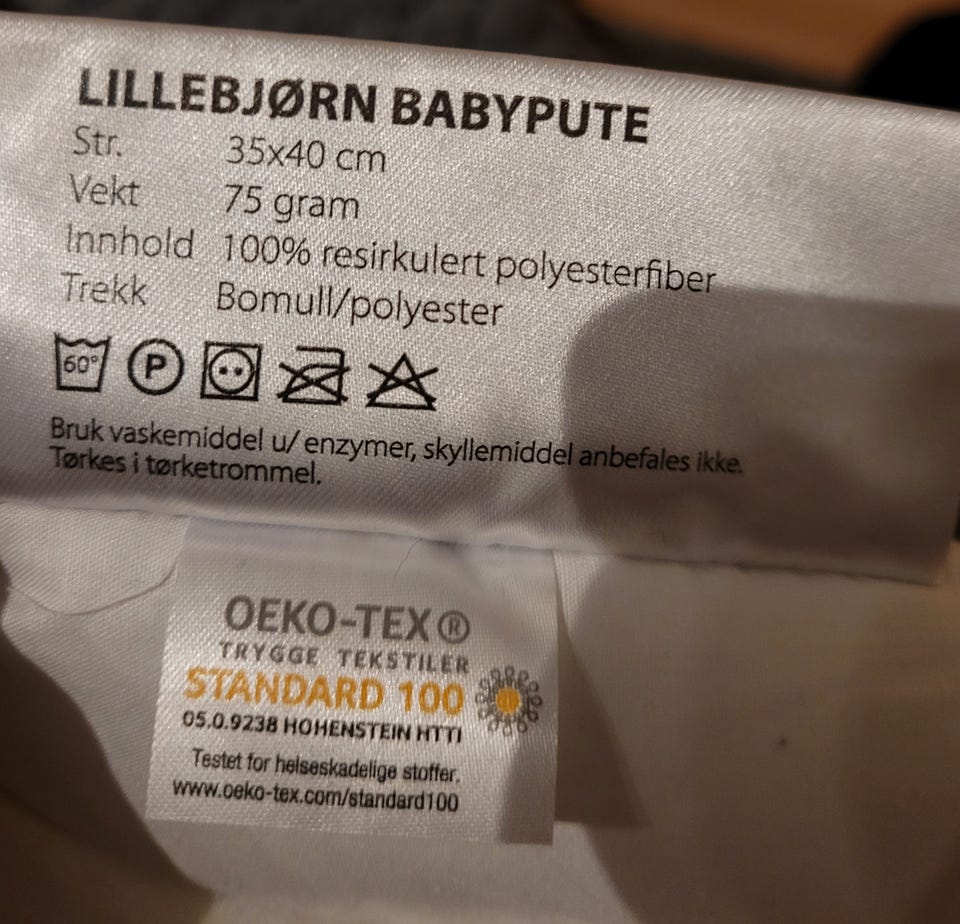 LILLEBJØRN BABYPUTE
Str. 35x40 cm
Vekt 75 gram
Innhold 100% resirkulert polyesterfiber
Trekk Bomull/polyester
60° P
Bruk vaskemiddel u/ enzymer, skyllemiddel anbefales ikke.
Tørkes i tørketrommel.
OEKO-TEX®
TRYGGE TEKSTILER
STANDARD 100
05.0.9238 HOHENSTEIN HTTI
Testet for helseskadelige stoffer.
www.oeko-tex.com/standard100